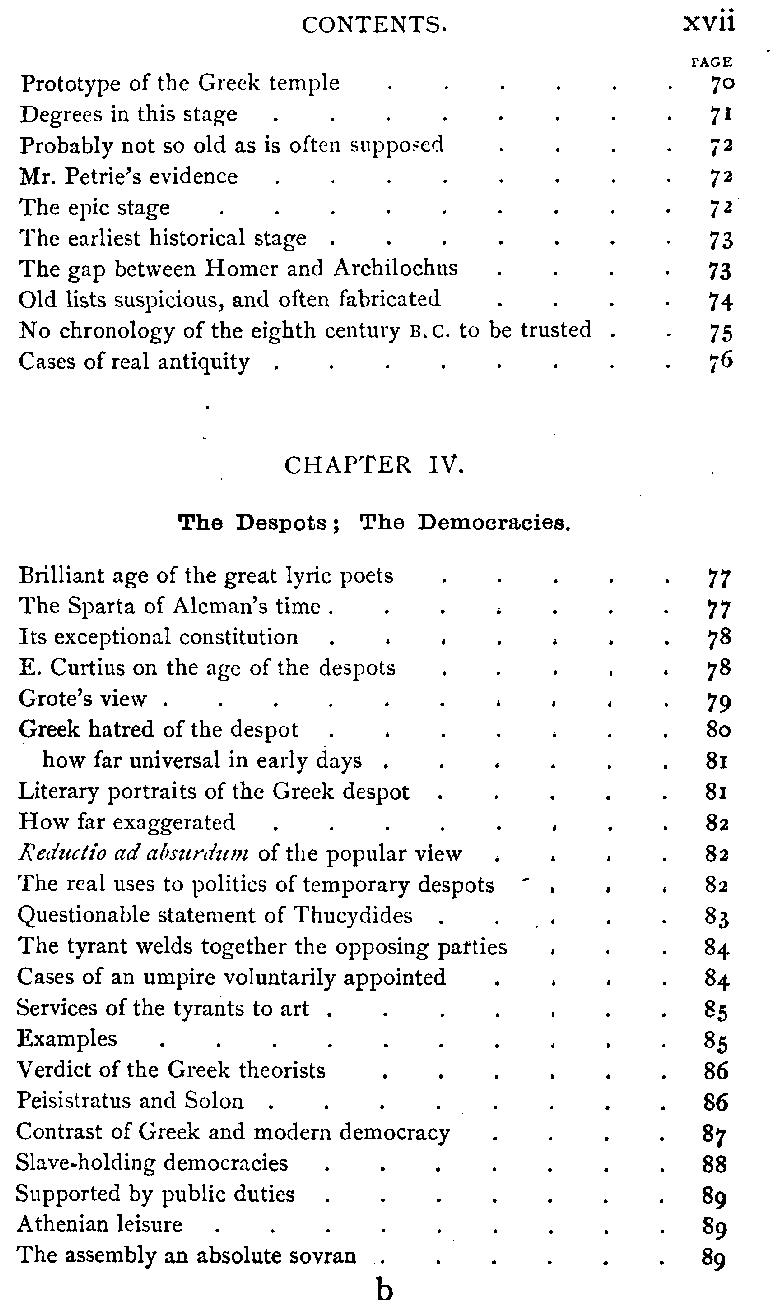 CONTENTS. xvii
PAGE
Prototype of the Greek temple . . . . . . 70
Degrees in this stage . . . . . . . . 71
Probably not so old as is often supposed . . . . 72
Mr. Petrie's evidence . . . . . . . . 72
The epic stage . . . . . . . . . 72
The earliest historical stage . . . . . . . 73
The gap between Homer and Archilochus . . . . 73
Old lists suspicious, and often fabricated . . . . 74
No chronology of the eighth century B.C. to be trusted . . 75
Cases of real antiquity . . . . . . . . 76
CHAPTER IV.
The Despots; The Democracies.
Brilliant age of the great lyric poets . . . . . 77
The Sparta of Alcman's time . . . . . . . 77
Its exceptional constitution . . . . . . . 78
E. Curtius on the age of the despots . . . . . 78
Grote's view . . . . . . . . . . 79
Greek hatred of the despot . . . . . . . 80
how far universal in early days . . . . . . 81
Literary portraits of the Greek despot . . . . . 81
How far exaggerated . . . . . . . . 82
Reductio ad absurdum of the popular view . . . . 82
The real uses to politics of temporary despots . . . 82
Questionable statement of Thucydides . . . . . 83
The tyrant welds together the opposing parties . . . 84
Cases of an umpire voluntarily appointed . . . . 84
Services of the tyrants to art . . . . . . . 85
Examples . . . . . . . . . . 85
Verdict of the Greek theorists . . . . . . 86
Peisistratus and Solon . . . . . . . . 86
Contrast of Greek and modern democracy . . . . 87
Slave-holding democracies . . . . . . . 88
Supported by public duties . . . . . . . 89
Athenian leisure . . . . . . . . . 89
The assembly an absolute sovran . . . . . . 89
b